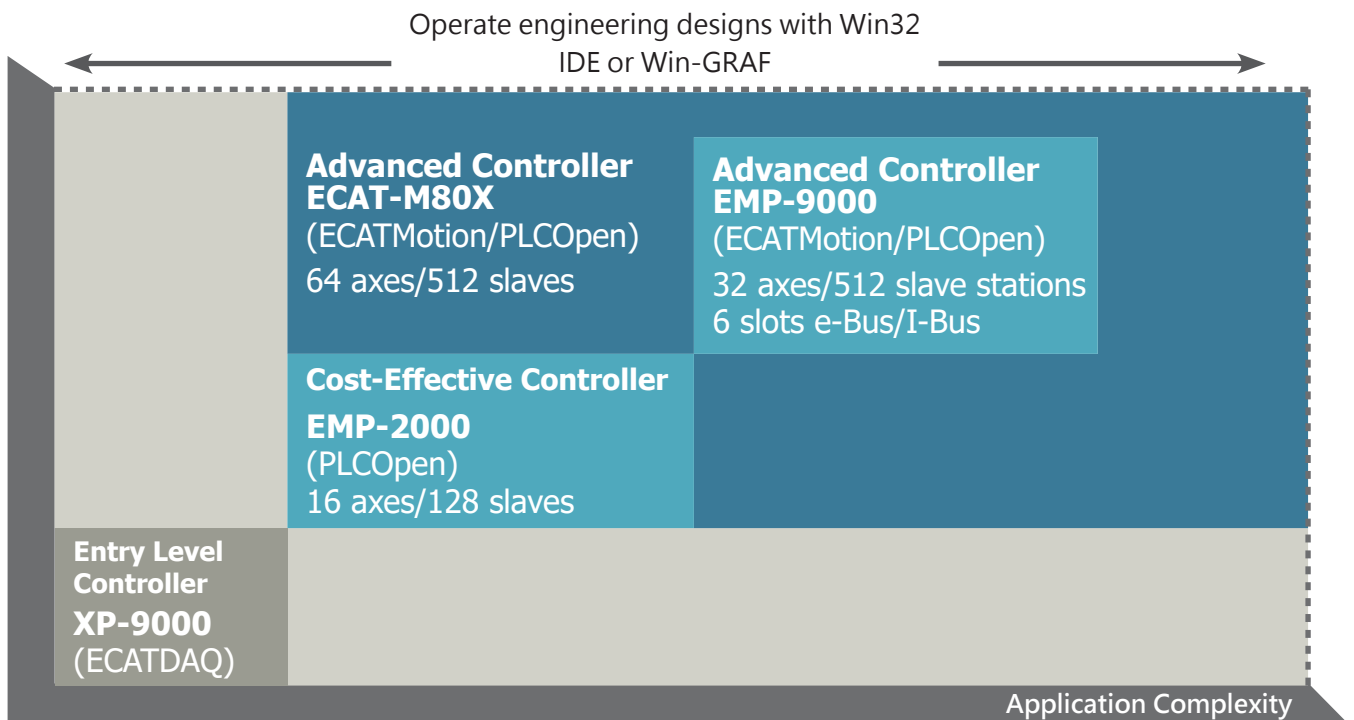 Operate engineering designs with Win32
IDE or Win-GRAF
Advanced Controller
ECAT-M80X
(ECATMotion/PLCOpen)
64 axes/512 slaves
Advanced Controller
EMP-9000
(ECATMotion/PLCOpen)
32 axes/512 slave stations
6 slots e-Bus/I-Bus
Cost-Effective Controller
EMP-2000
(PLCOpen)
16 axes/128 slaves
Entry Level
Controller
XP-9000
(ECATDAQ)
Application Complexity